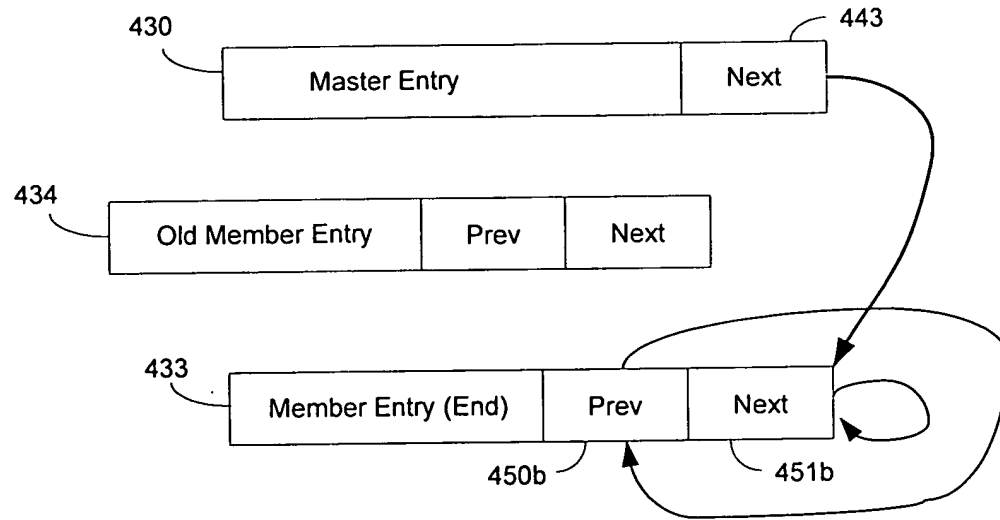 430
443
Master Entry Next
434
Old Member Entry Prev Next
433
Member Entry (End) Prev Next
450b
451b